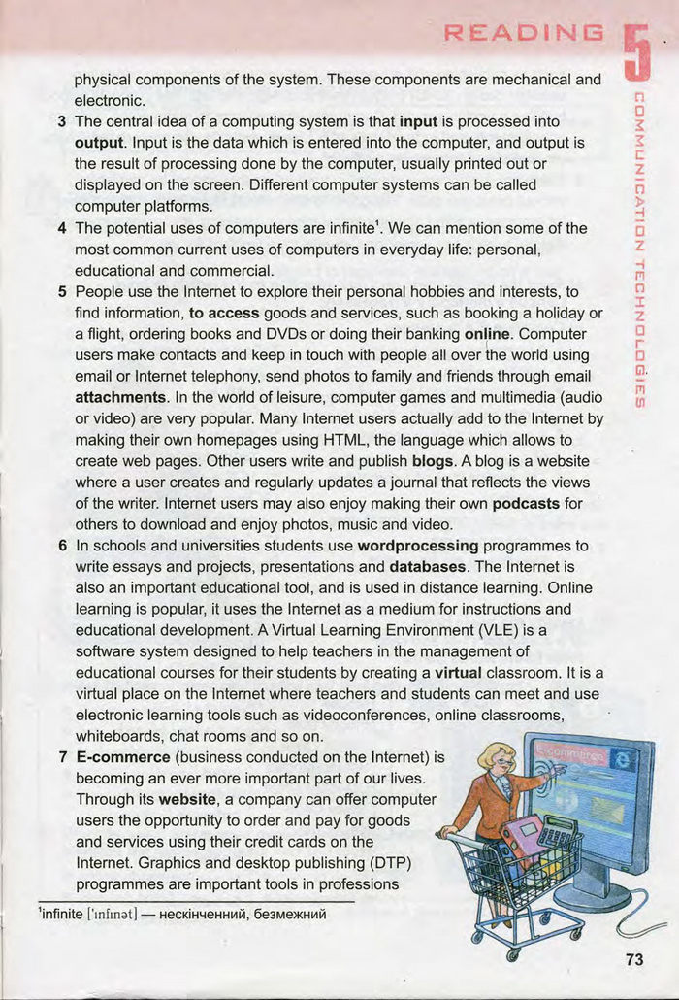 READING 5
COMMUNICATION TECHNOLOGIES
physical components of the system. These components are mechanical and
electronic.
3 The central idea of a computing system is that input is processed into
output. Input is the data which is entered into the computer, and output is
the result of processing done by the computer, usually printed out or
displayed on the screen. Different computer systems can be called
computer platforms.
4 The potential uses of computers are infinite¹. We can mention some of the
most common current uses of computers in everyday life: personal,
educational and commercial.
5 People use the Internet to explore their personal hobbies and interests, to
find information, to access goods and services, such as booking a holiday or
a flight, ordering books and DVDs or doing their banking online. Computer
users make contacts and keep in touch with people all over the world using
email or Internet telephony, send photos to family and friends through email
attachments. In the world of leisure, computer games and multimedia (audio
or video) are very popular. Many Internet users actually add to the Internet by
making their own homepages using HTML, the language which allows to
create web pages. Other users write and publish blogs. A blog is a website
where a user creates and regularly updates a journal that reflects the views
of the writer. Internet users may also enjoy making their own podcasts for
others to download and enjoy photos, music and video.
6 In schools and universities students use wordprocessing programmes to
write essays and projects, presentations and databases. The Internet is
also an important educational tool, and is used in distance learning. Online
learning is popular, it uses the Internet as a medium for instructions and
educational development. A Virtual Learning Environment (VLE) is a
software system designed to help teachers in the management of
educational courses for their students by creating a virtual classroom. It is a
virtual place on the Internet where teachers and students can meet and use
electronic learning tools such as videoconferences, online classrooms,
whiteboards, chat rooms and so on.
7 E-commerce (business conducted on the Internet) is
becoming an ever more important part of our lives.
Through its website, a company can offer computer
users the opportunity to order and pay for goods
and services using their credit cards on the
Internet. Graphics and desktop publishing (DTP)
programmes are important tools in professions
e-commerce
¹infinite [ˈɪnfɪnət] — нескінченний, безмежний
73